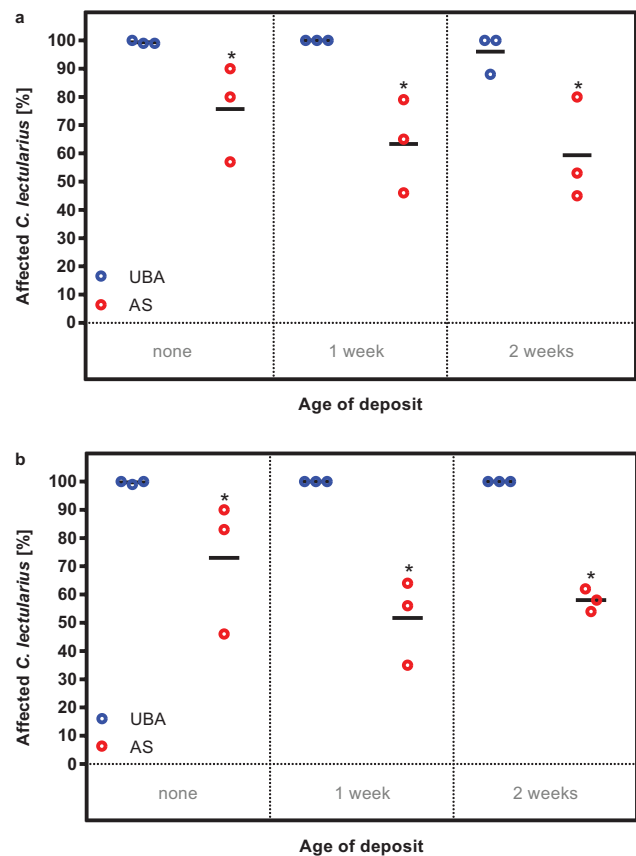 a
Affected C. lectularius [%]
100
90
80
70
60
50
40
30
20
10
0
* * *
UBA
AS
none 1 week 2 weeks
Age of deposit
b
Affected C. lectularius [%]
100
90
80
70
60
50
40
30
20
10
0
* * *
UBA
AS
none 1 week 2 weeks
Age of deposit